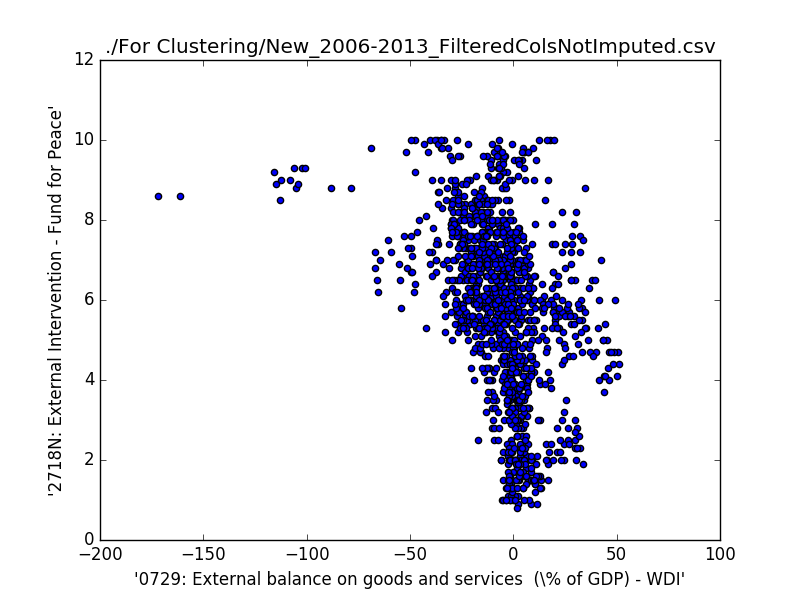 ./For Clustering/New_2006-2013_FilteredColsNotImputed.csv
12
10
8
6
4
2
0
'2718N: External Intervention - Fund for Peace'
−200 −150 −100 −50 0 50 100
'0729: External balance on goods and services  (\% of GDP) - WDI'